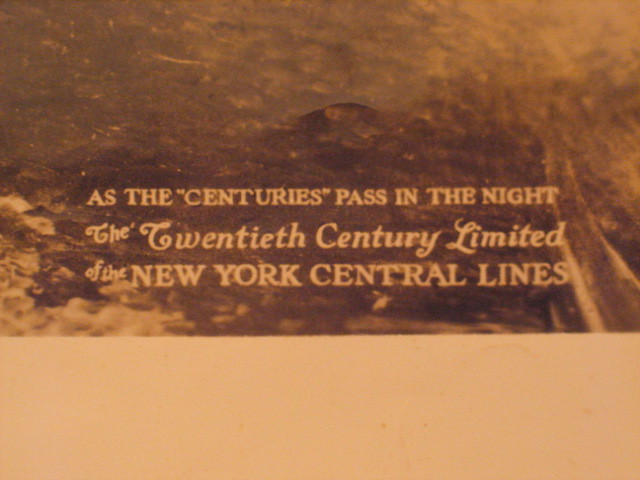 AS THE "CENTURIES" PASS IN THE NIGHT
The Twentieth Century Limited
of the NEW YORK CENTRAL LINES